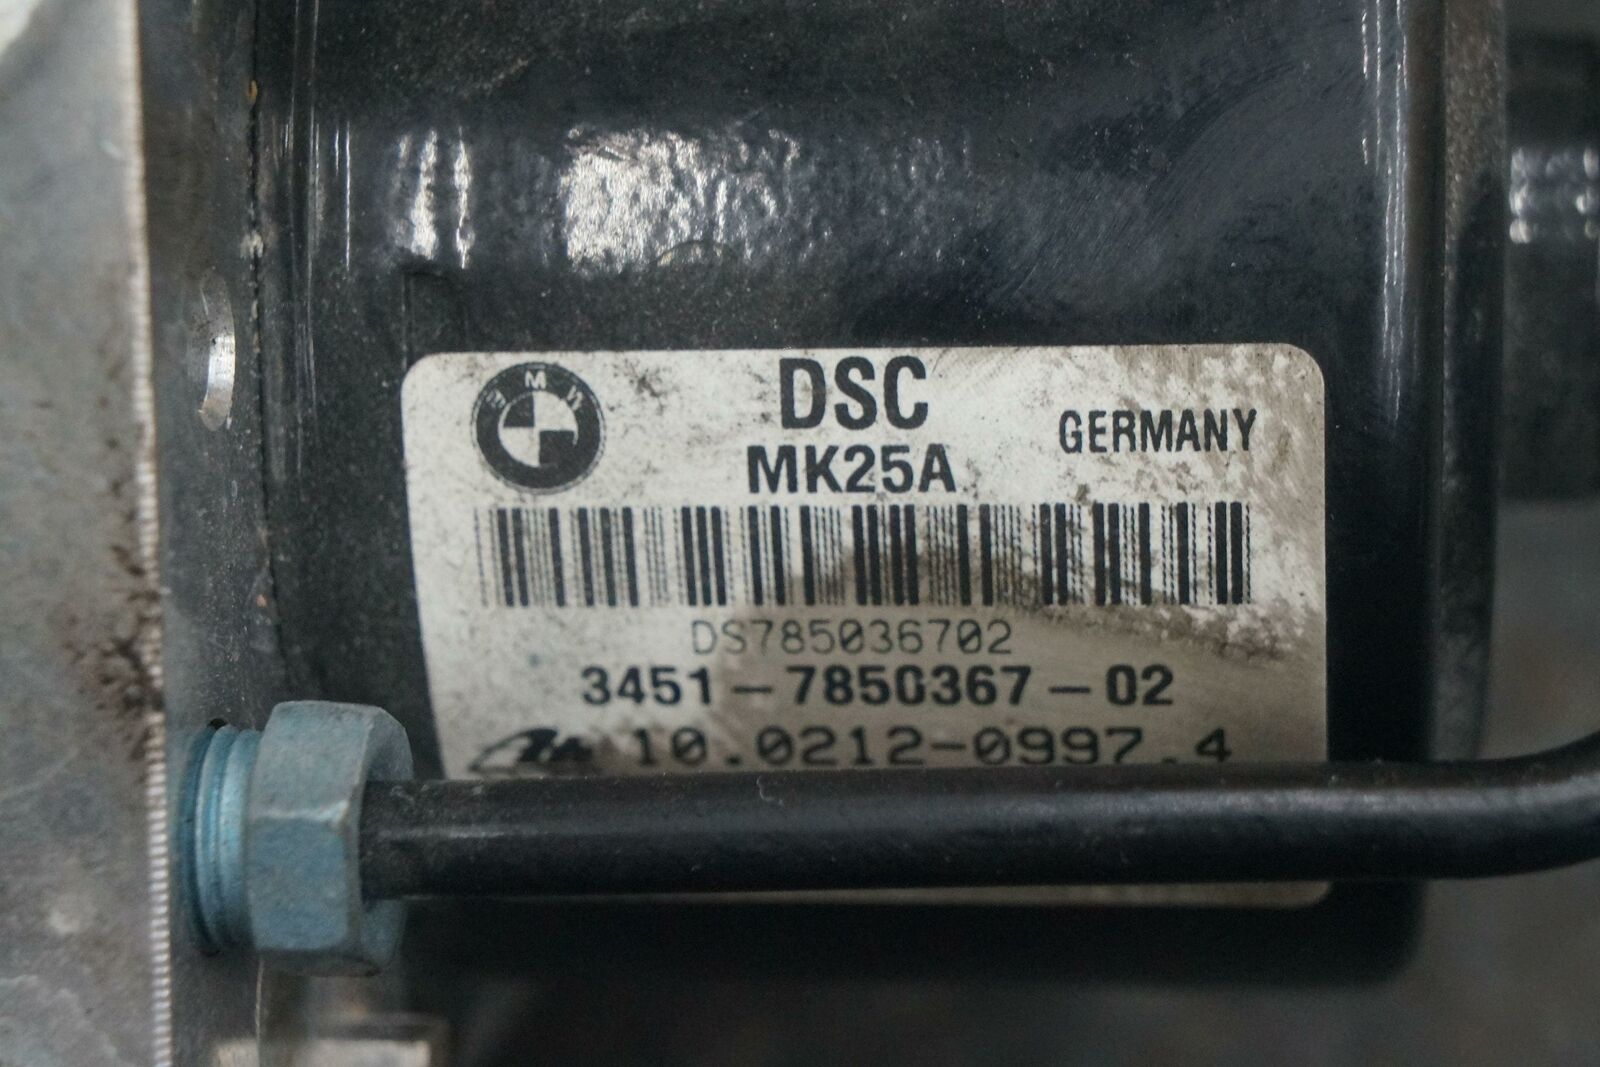 BMW
DSC
GERMANY
MK25A
DS785036702
3451-7850367-02
10.0212-0997.4